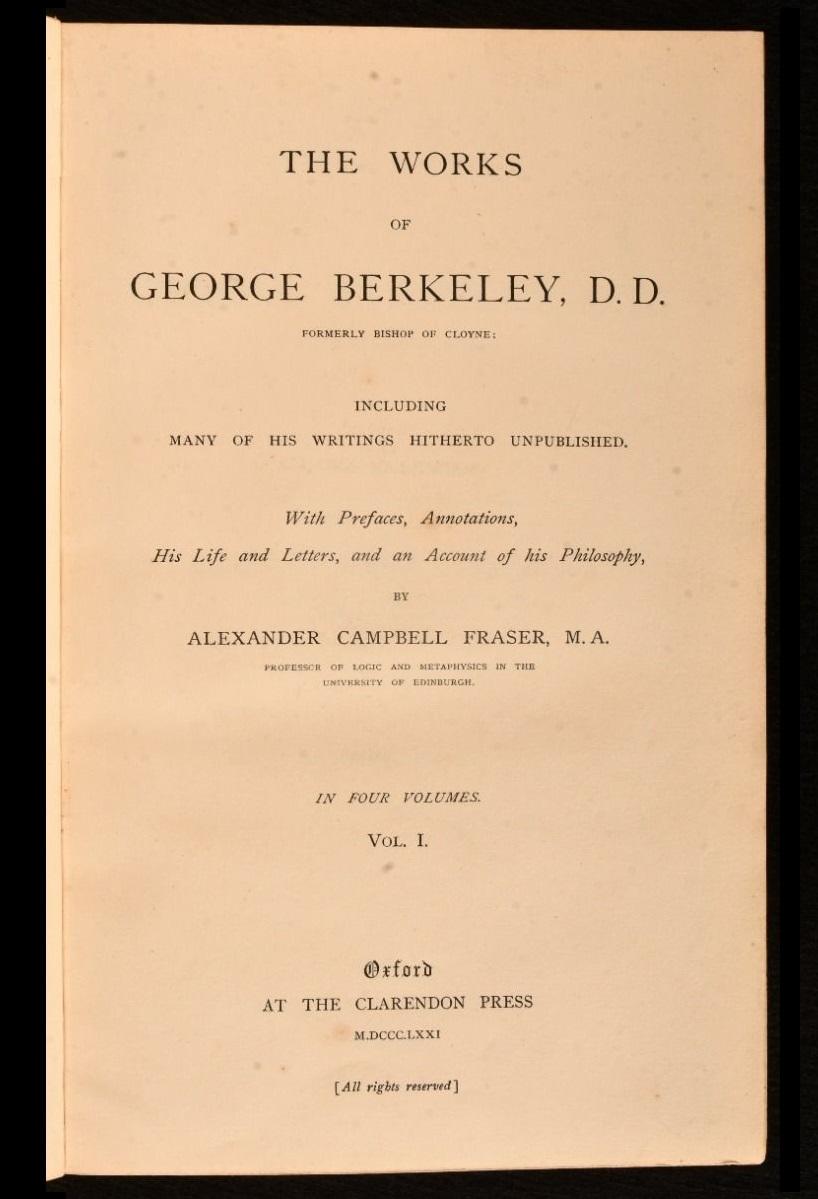 THE WORKS
OF
GEORGE BERKELEY, D. D.
FORMERLY BISHOP OF CLOYNE;
INCLUDING
MANY OF HIS WRITINGS HITHERTO UNPUBLISHED.
With Prefaces, Annotations,
His Life and Letters, and an Account of his Philosophy,
BY
ALEXANDER CAMPBELL FRASER, M. A.
PROFESSOR OF LOGIC AND METAPHYSICS IN THE
UNIVERSITY OF EDINBURGH.
IN FOUR VOLUMES.
VOL. I.
Oxford
AT THE CLARENDON PRESS
M.DCCC.LXXI
[All rights reserved]